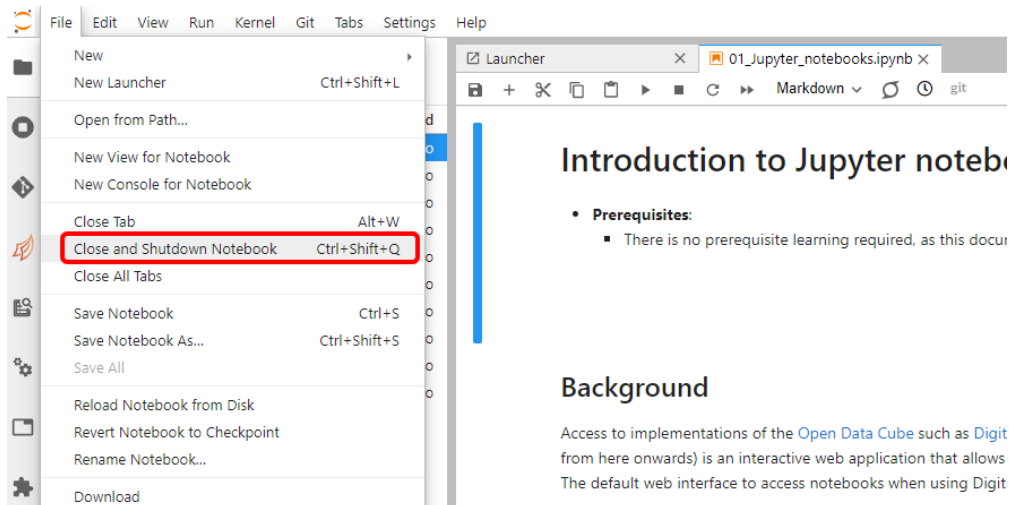 File Edit View Run Kernel Git Tabs Settings Help
New
New Launcher Ctrl+Shift+L
Open from Path...
New View for Notebook
New Console for Notebook
Close Tab Alt+W
Close and Shutdown Notebook Ctrl+Shift+Q
Close All Tabs
Save Notebook Ctrl+S
Save Notebook As... Ctrl+Shift+S
Save All
Reload Notebook from Disk
Revert Notebook to Checkpoint
Rename Notebook...
Download
Launcher 01_Jupyter_notebooks.ipynb
Markdown git
Introduction to Jupyter
Prerequisites:
There is no prerequisite learning required, as this
Background
Access to implementations of the Open Data Cube such as
from here onwards) is an interactive web application that allows
The default web interface to access notebooks when using